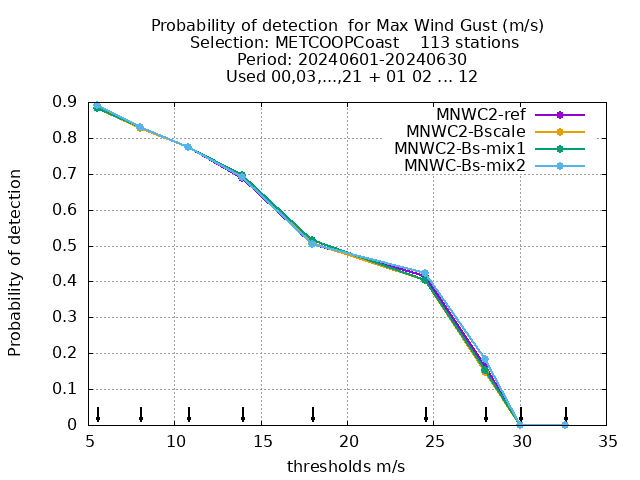 Probability of detection  for Max Wind Gust (m/s)
Selection: METCOOPCoast    113 stations
Period: 20240601-20240630
Used 00,03,...,21 + 01 02 ... 12
MNWC2-ref
MNWC2-Bscale
MNWC2-Bs-mix1
MNWC-Bs-mix2
Probability of detection
0.9
0.8
0.7
0.6
0.5
0.4
0.3
0.2
0.1
0
5 10 15 20 25 30 35
thresholds m/s